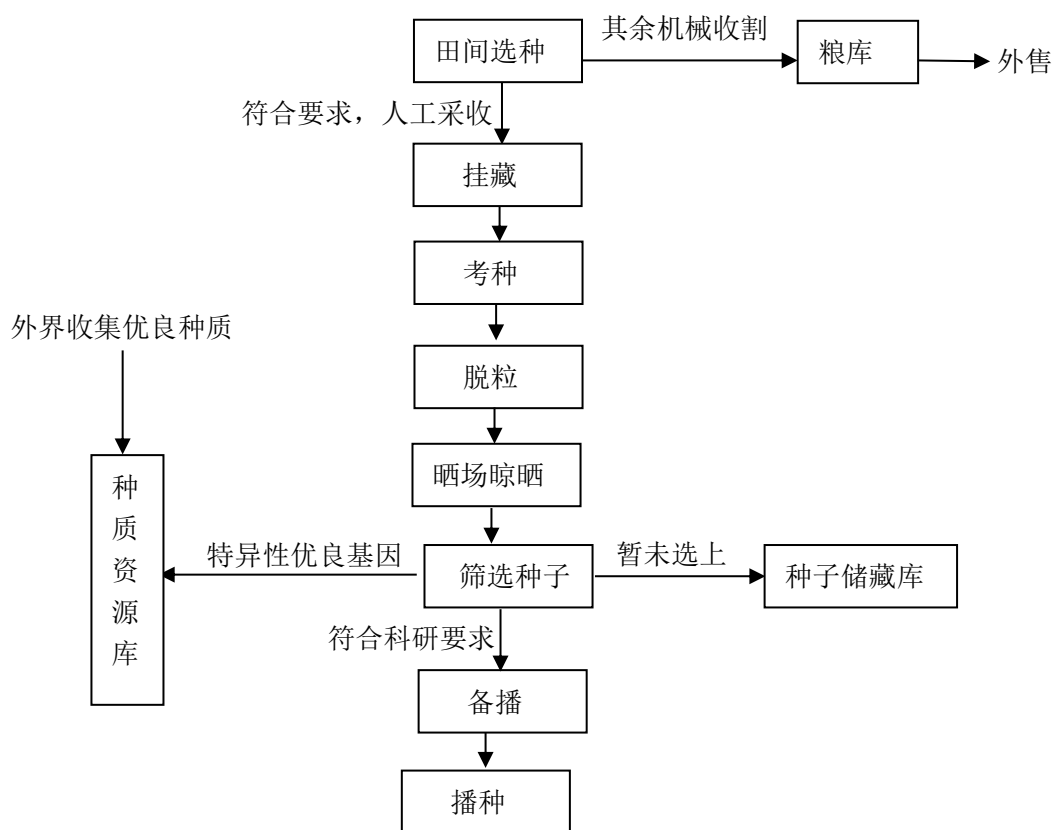 田间选种
其余机械收割
粮库
外售
符合要求，人工采收
挂藏
考种
外界收集优良种质
脱粒
晒场晾晒
种
质
资
源
库
特异性优良基因
筛选种子
暂未选上
种子储藏库
符合科研要求
备播
播种